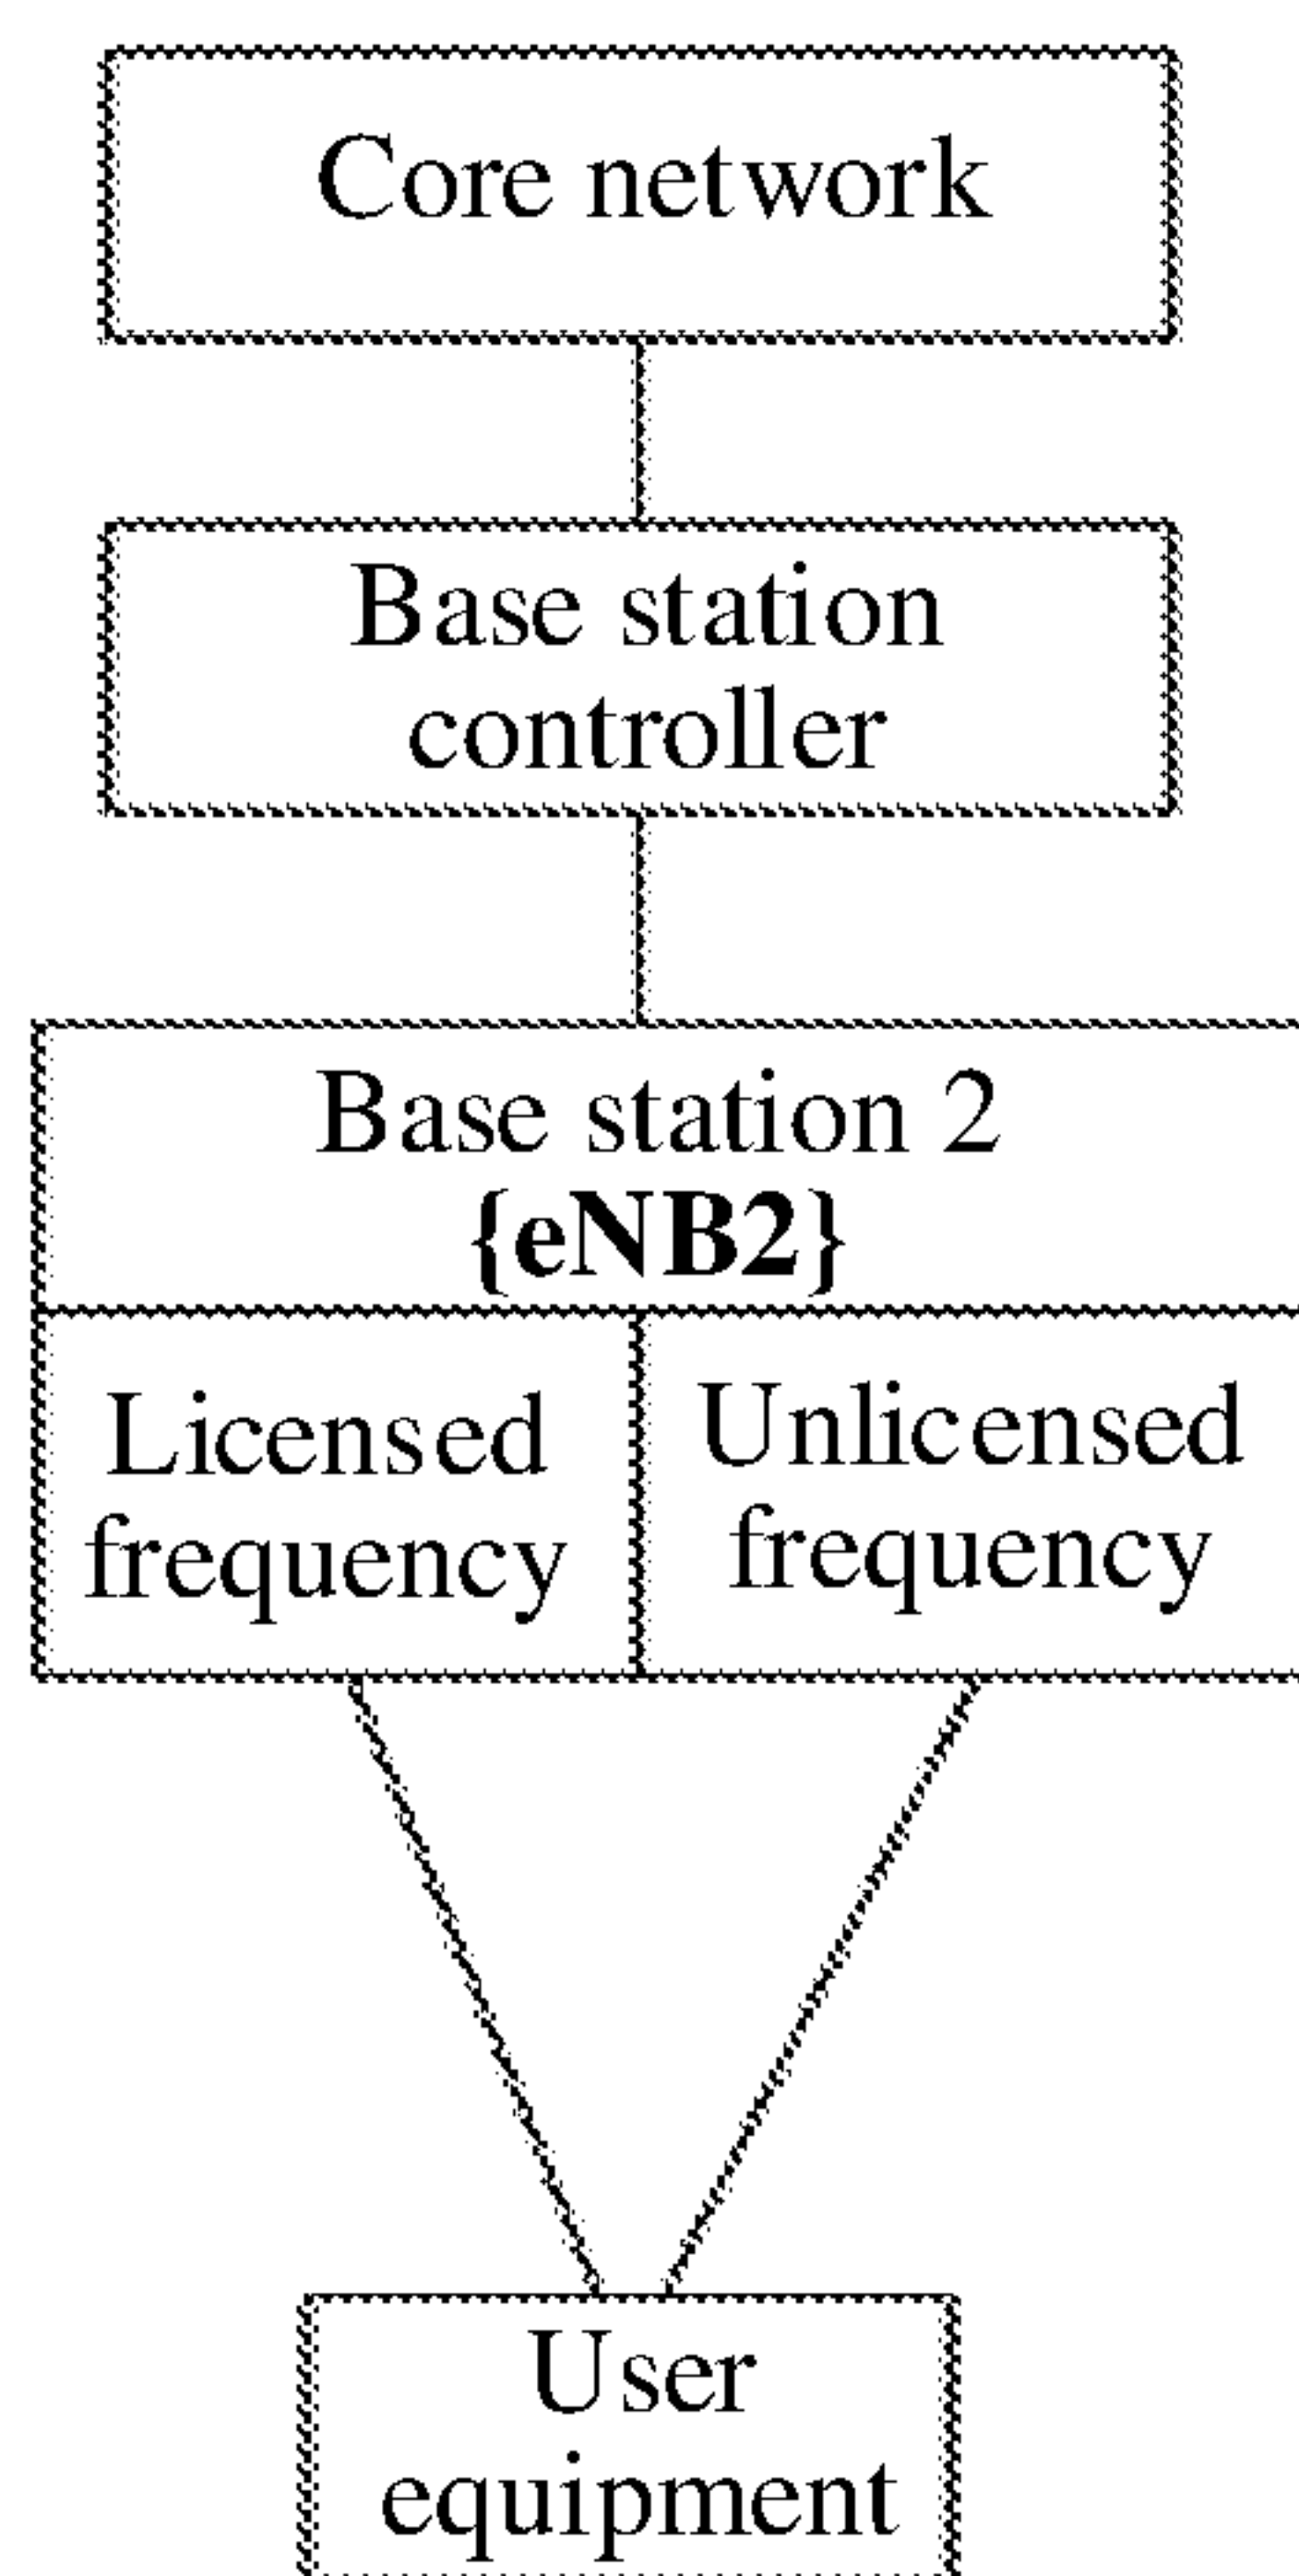 Core network
Base station
controller
Base station 2
{eNB2}
Licensed
frequency
Unlicensed
frequency
User
equipment